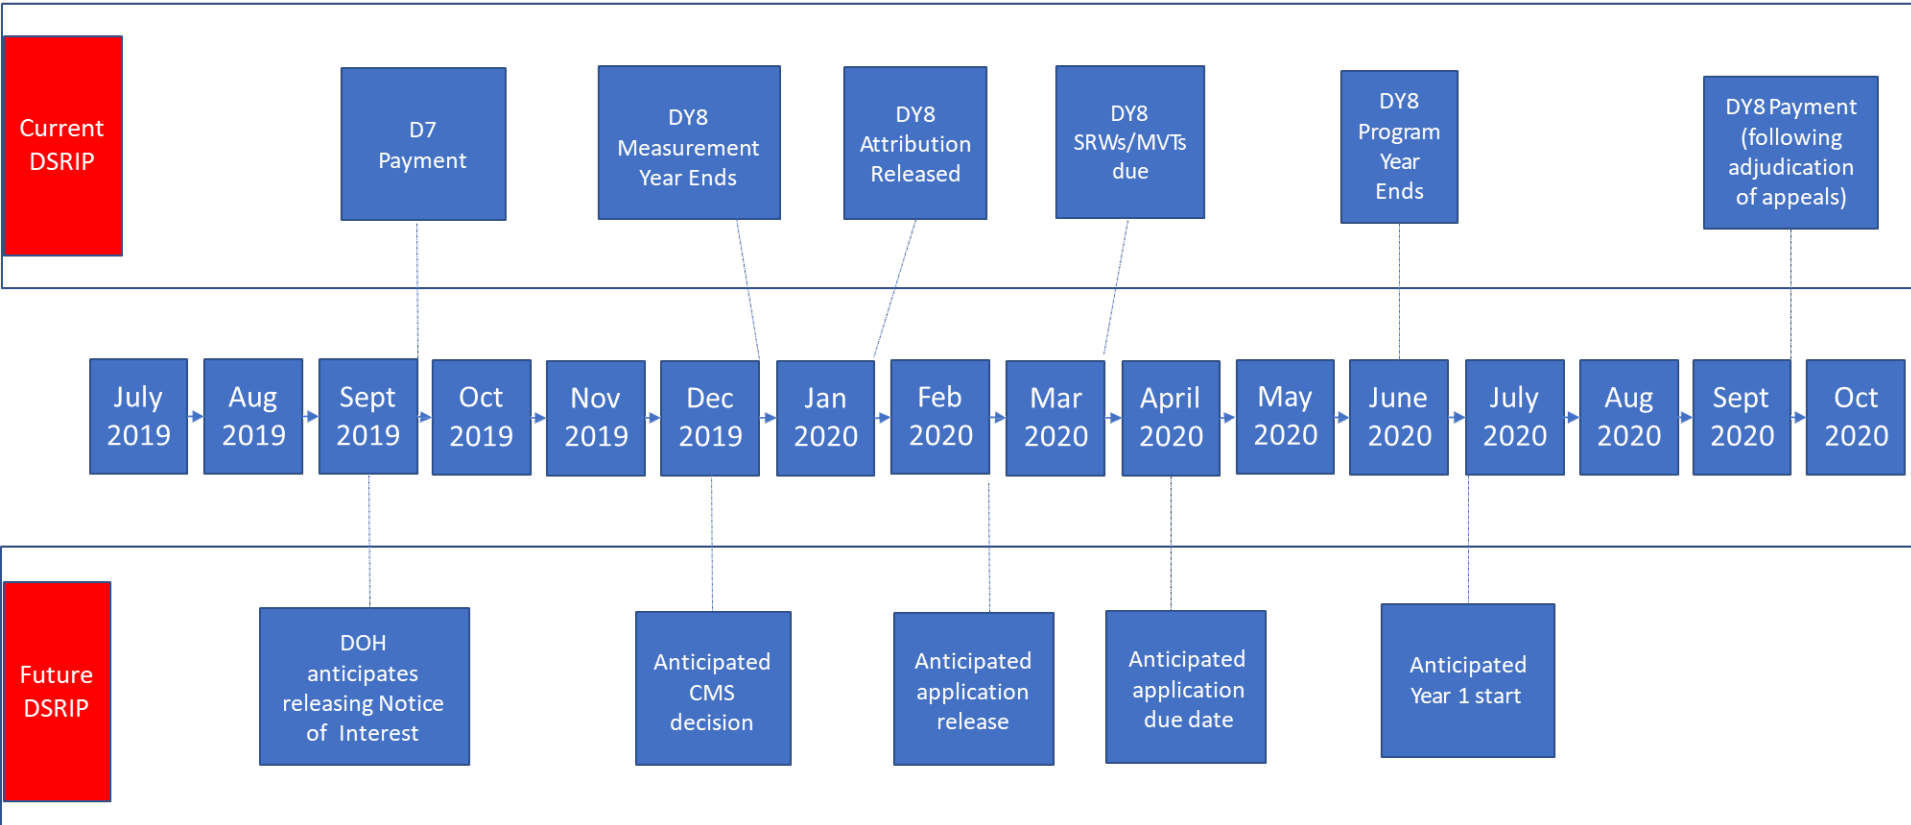 Current
DSRIP
D7
Payment
DY8
Measurement
Year Ends
DY8
Attribution
Released
DY8
SRWs/MVTs
due
DY8
Program
Year
Ends
DY8 Payment
(following
adjudication
of appeals)
July
2019
Aug
2019
Sept
2019
Oct
2019
Nov
2019
Dec
2019
Jan
2020
Feb
2020
Mar
2020
April
2020
May
2020
June
2020
July
2020
Aug
2020
Sept
2020
Oct
2020
Future
DSRIP
DOH
anticipates
releasing Notice
of Interest
Anticipated
CMS
decision
Anticipated
application
release
Anticipated
application
due date
Anticipated
Year 1 start